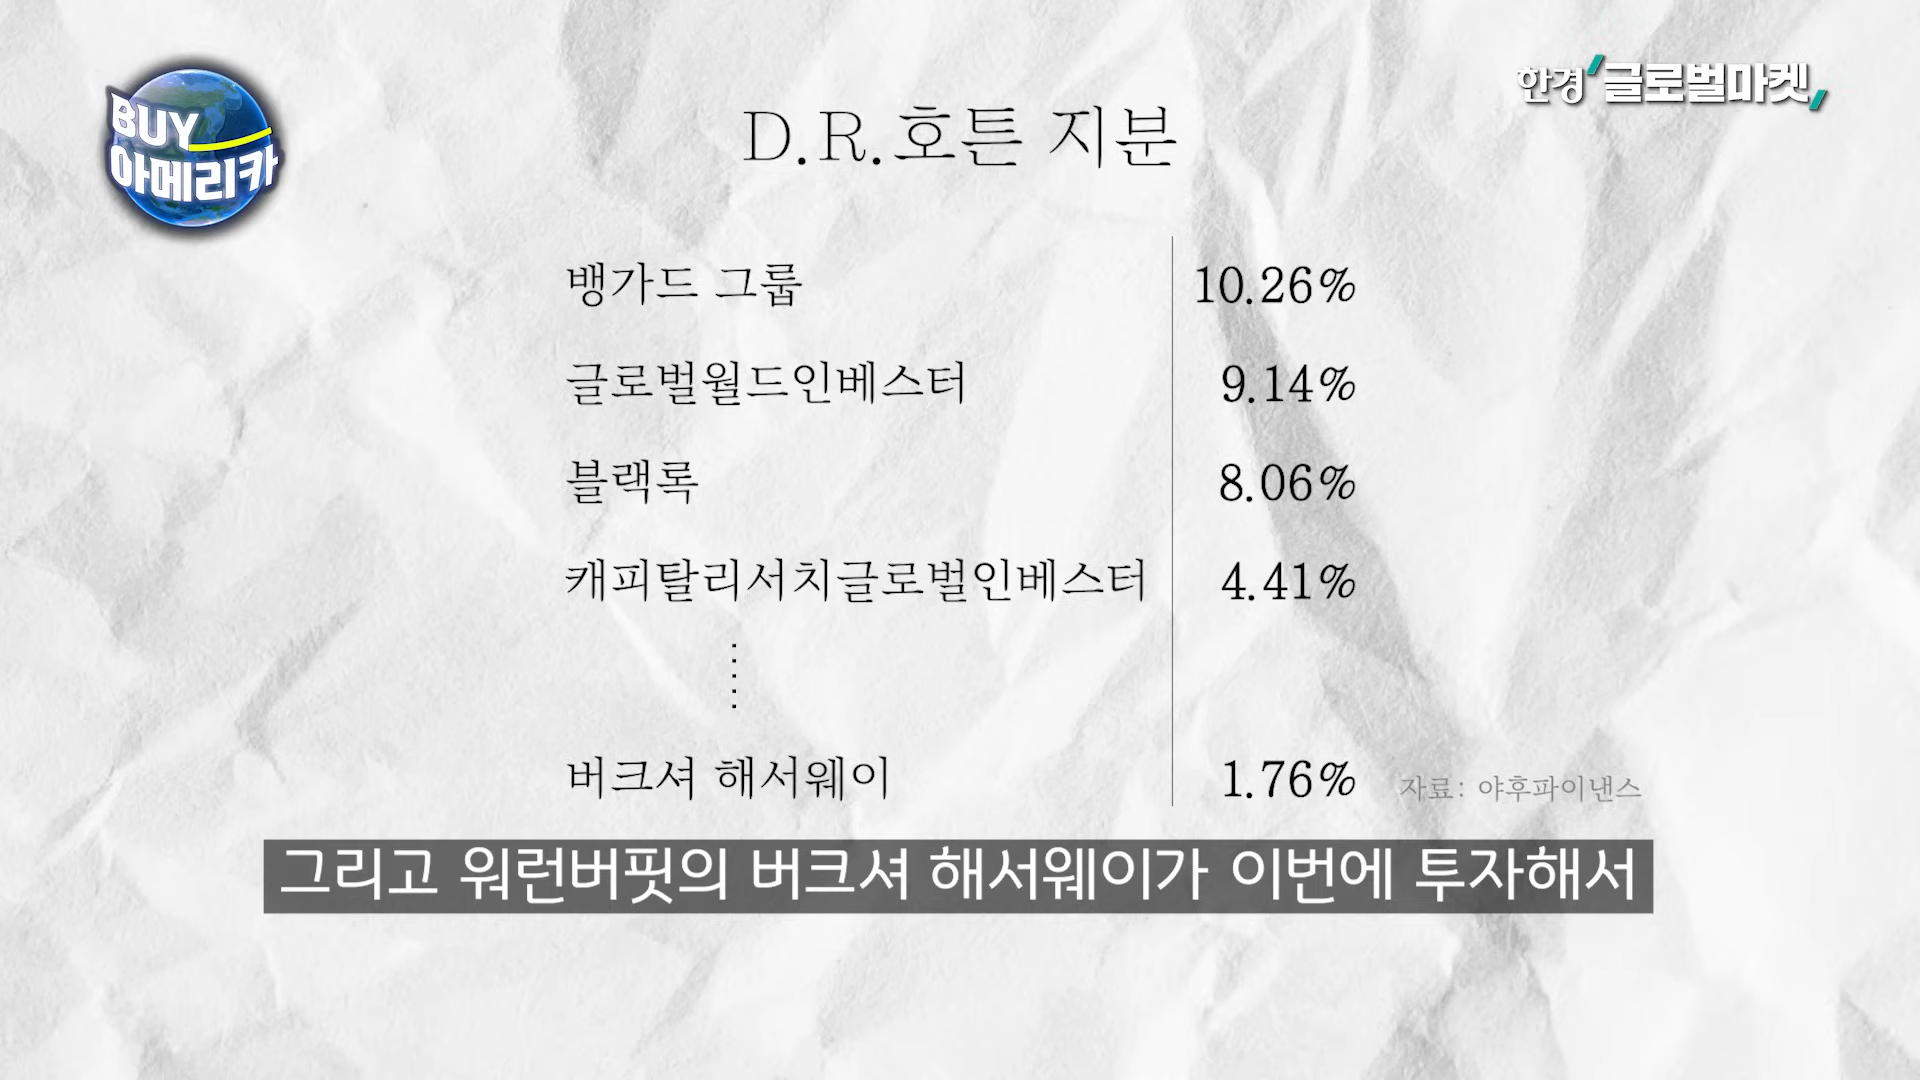 BUY
아메리카
한경 '글로벌마켓,
D.R.호튼 지분
뱅가드 그룹 10.26%
글로벌월드인베스터 9.14%
블랙록 8.06%
캐피탈리서치글로벌인베스터 4.41%
버크셔 해서웨이 1.76%
자료: 야후파이낸스
그리고 워런버핏의 버크셔 해서웨이가 이번에 투자해서